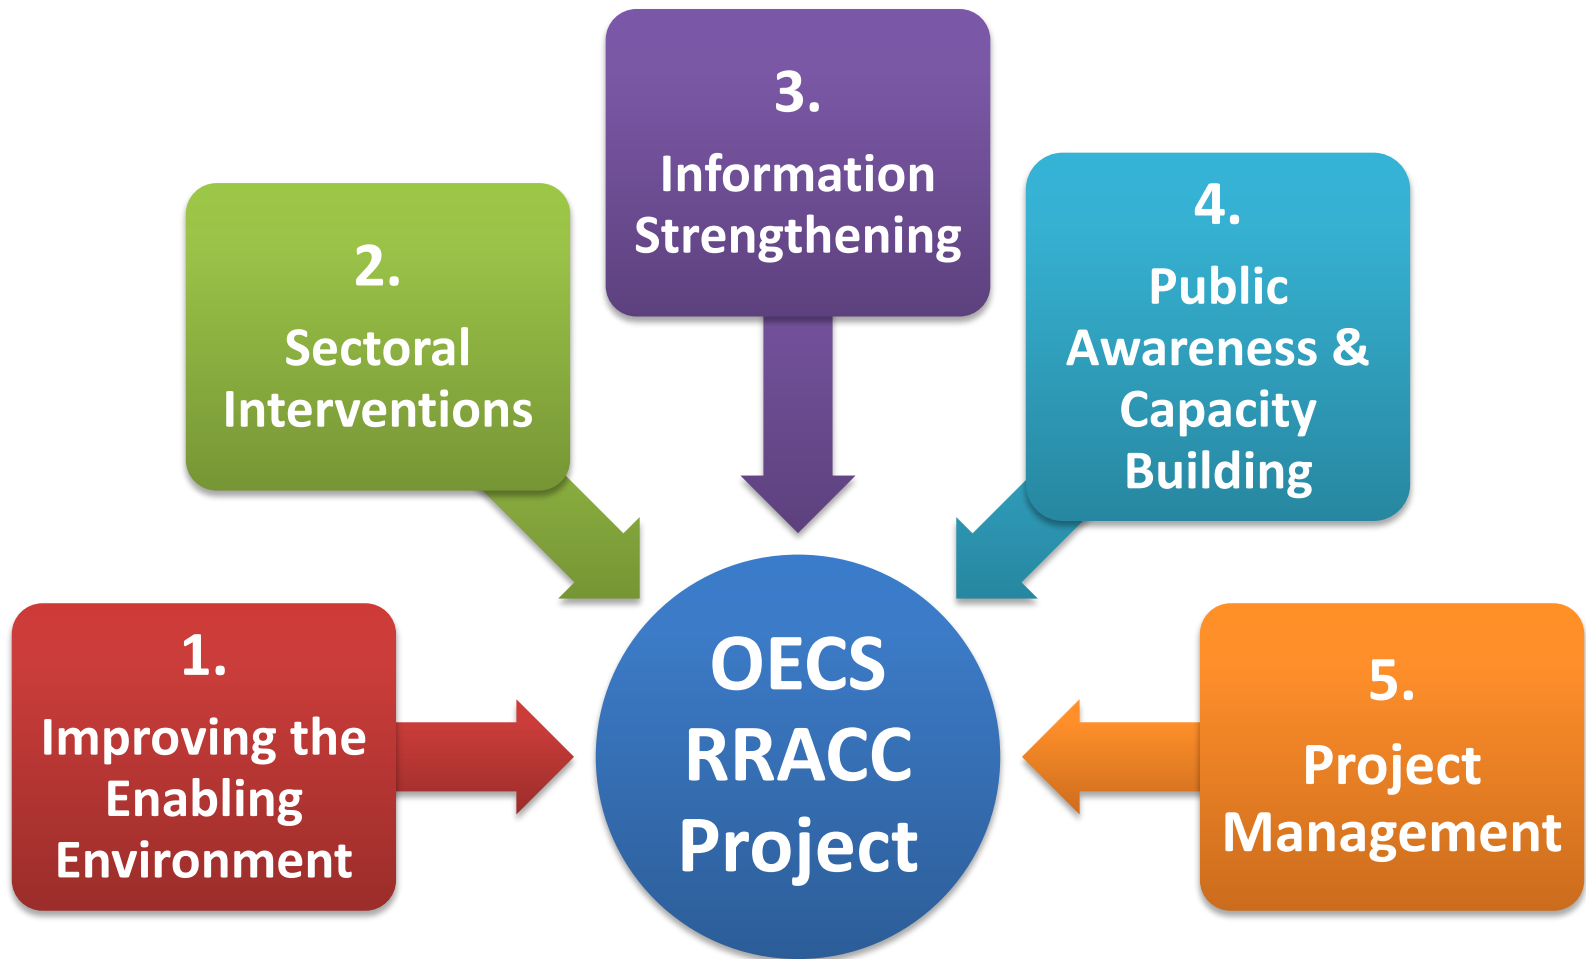 1.
Improving the
Enabling
Environment
2.
Sectoral
Interventions
3.
Information
Strengthening
4.
Public
Awareness &
Capacity
Building
5.
Project
Management
OECS
RRACC
Project